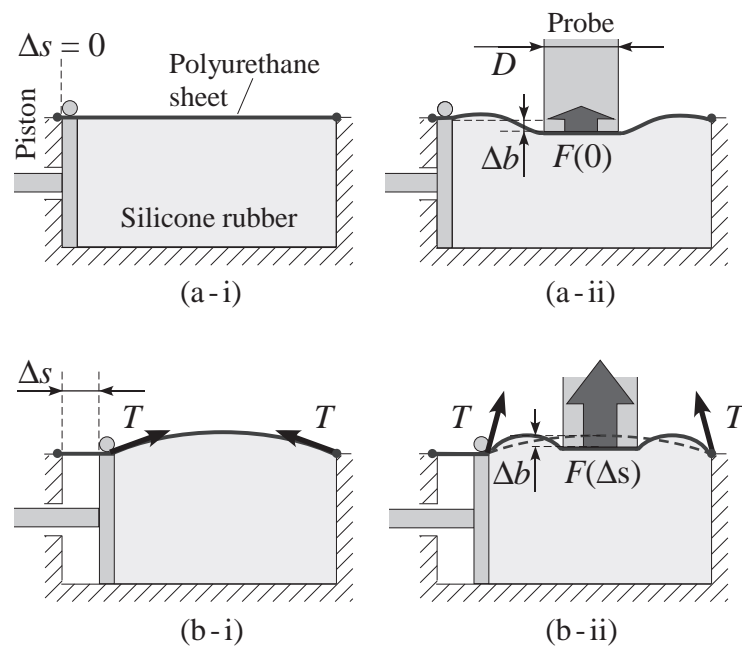 Δs = 0
Polyurethane
sheet
Piston
Silicone rubber
(a-i)
Probe
D
Δb
F(0)
(a-ii)
Δs
T
T
(b-i)
T
T
Δb
F(Δs)
(b-ii)